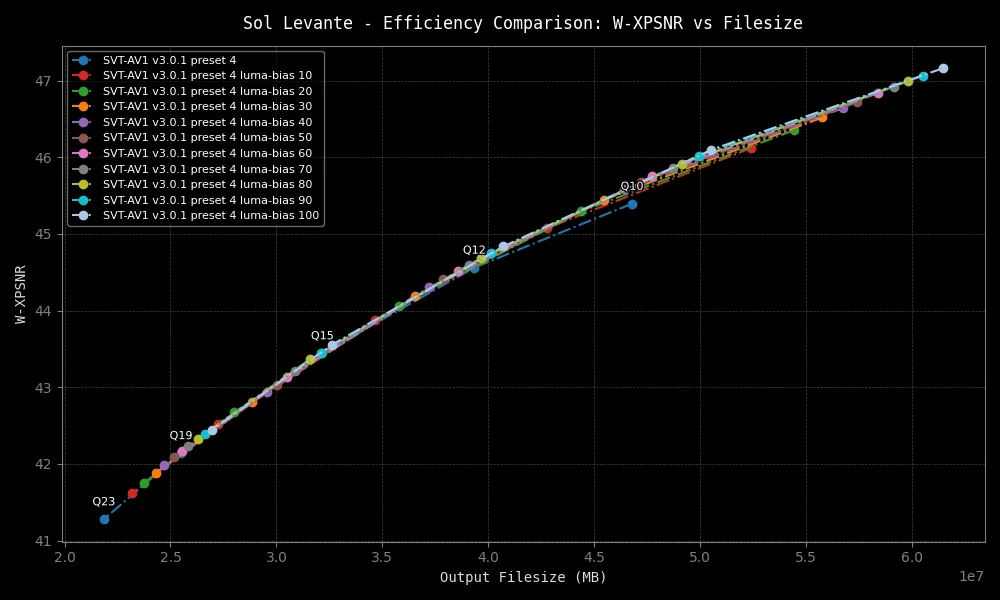 Sol Levante - Efficiency Comparison: W-XPSNR vs Filesize
SVT-AV1 v3.0.1 preset 4
SVT-AV1 v3.0.1 preset 4 luma-bias 10
SVT-AV1 v3.0.1 preset 4 luma-bias 20
SVT-AV1 v3.0.1 preset 4 luma-bias 30
SVT-AV1 v3.0.1 preset 4 luma-bias 40
SVT-AV1 v3.0.1 preset 4 luma-bias 50
SVT-AV1 v3.0.1 preset 4 luma-bias 60
SVT-AV1 v3.0.1 preset 4 luma-bias 70
SVT-AV1 v3.0.1 preset 4 luma-bias 80
SVT-AV1 v3.0.1 preset 4 luma-bias 90
SVT-AV1 v3.0.1 preset 4 luma-bias 100
W-XPSNR
47
46
45
44
43
42
41
Q10
Q12
Q15
Q19
Q23
2.0 2.5 3.0 3.5 4.0 4.5 5.0 5.5 6.0
1e7
Output Filesize (MB)